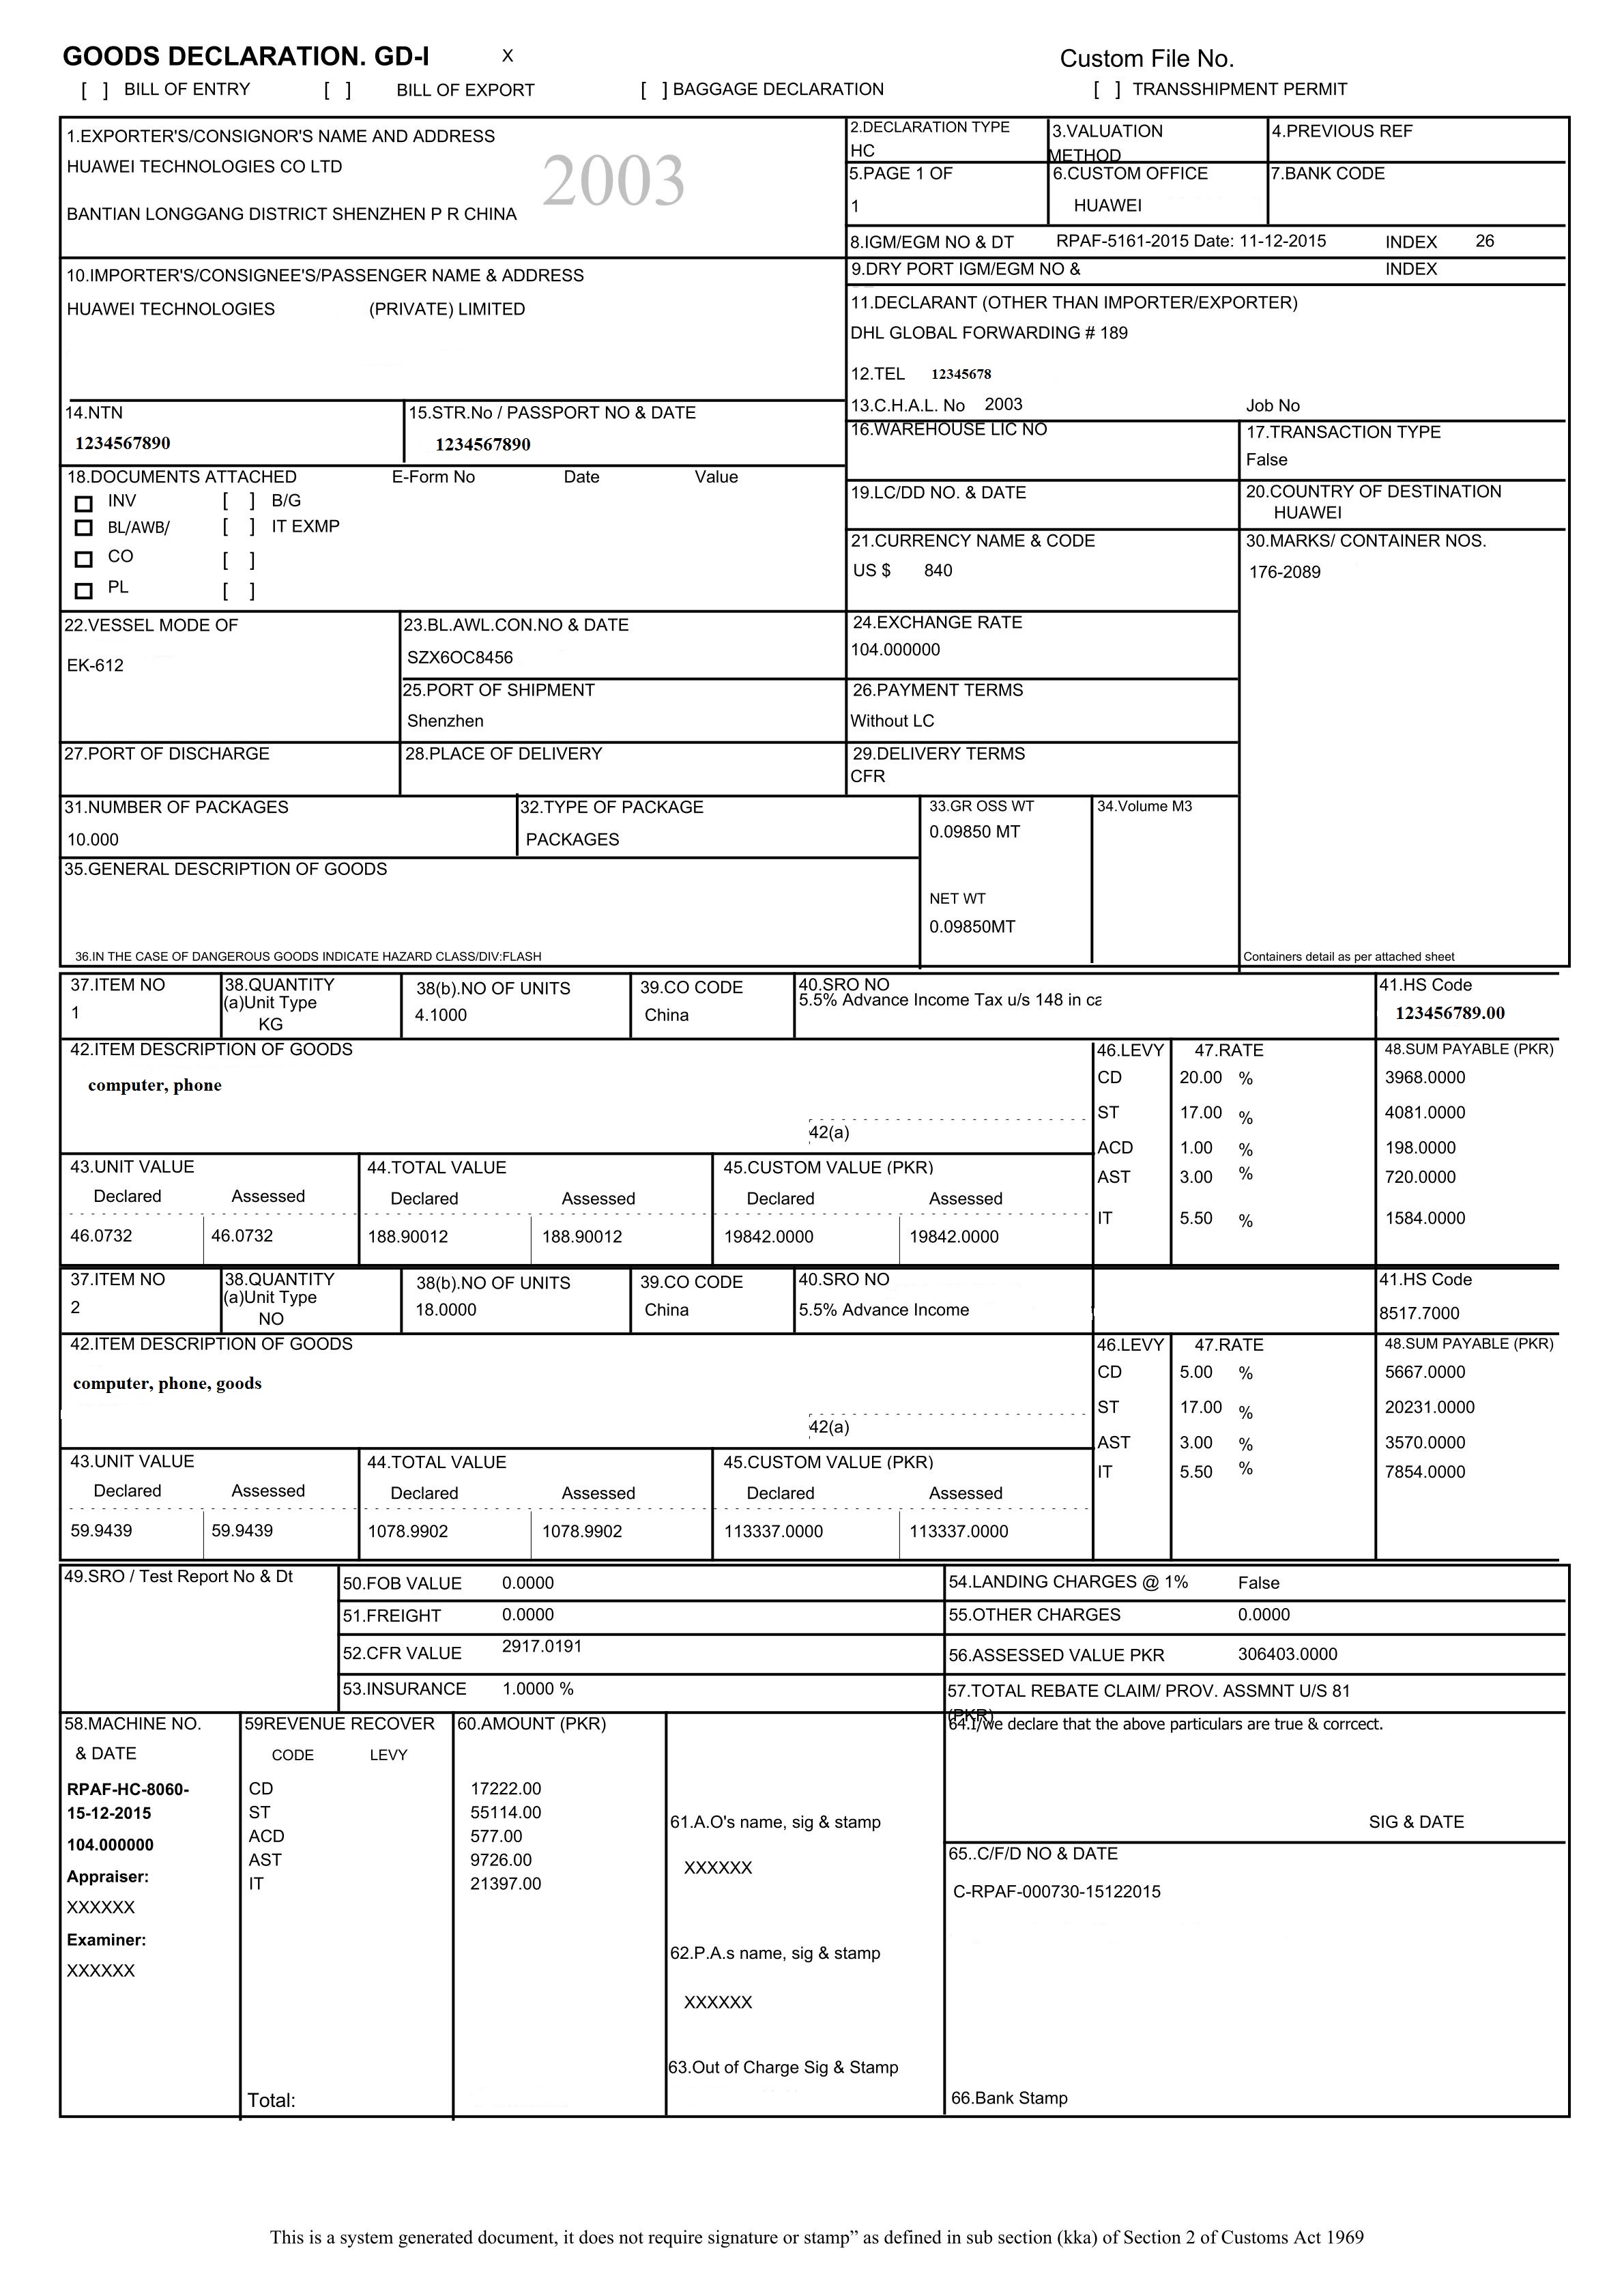 GOODS DECLARATION. GD-I X Custom File No.
[ ] BILL OF ENTRY [ ] BILL OF EXPORT [ ] BAGGAGE DECLARATION [ ] TRANSSHIPMENT PERMIT
1.EXPORTER'S/CONSIGNOR'S NAME AND ADDRESS
HUAWEI TECHNOLOGIES CO LTD
2003
BANTIAN LONGGANG DISTRICT SHENZHEN P R CHINA
2.DECLARATION TYPE
HC
3.VALUATION
METHOD
4.PREVIOUS REF
5.PAGE 1 OF
1
6.CUSTOM OFFICE
HUAWEI
7.BANK CODE
8.IGM/EGM NO & DT RPAF-5161-2015 Date: 11-12-2015 INDEX 26
9.DRY PORT IGM/EGM NO & INDEX
10.IMPORTER'S/CONSIGNEE'S/PASSENGER NAME & ADDRESS
HUAWEI TECHNOLOGIES (PRIVATE) LIMITED
11.DECLARANT (OTHER THAN IMPORTER/EXPORTER)
DHL GLOBAL FORWARDING # 189
12.TEL 12345678
13.C.H.A.L. No 2003 Job No
14.NTN
1234567890
15.STR.No / PASSPORT NO & DATE
1234567890
16.WAREHOUSE LIC NO
17.TRANSACTION TYPE
False
18.DOCUMENTS ATTACHED E-Form No Date Value
INV [ ] B/G
BL/AWB/ [ ] IT EXMP
CO [ ]
PL [ ]
19.LC/DD NO. & DATE
20.COUNTRY OF DESTINATION
HUAWEI
21.CURRENCY NAME & CODE
US $ 840
30.MARKS/ CONTAINER NOS.
176-2089
22.VESSEL MODE OF
EK-612
23.BL.AWL.CON.NO & DATE
SZX6OC8456
24.EXCHANGE RATE
104.000000
25.PORT OF SHIPMENT
Shenzhen
26.PAYMENT TERMS
Without LC
27.PORT OF DISCHARGE
28.PLACE OF DELIVERY
29.DELIVERY TERMS
CFR
31.NUMBER OF PACKAGES
10.000
32.TYPE OF PACKAGE
PACKAGES
33.GR OSS WT
0.09850 MT
34.Volume M3
35.GENERAL DESCRIPTION OF GOODS
NET WT
0.09850MT
36.IN THE CASE OF DANGEROUS GOODS INDICATE HAZARD CLASS/DIV:FLASH
Containers detail as per attached sheet
37.ITEM NO
1
38.QUANTITY
(a)Unit Type
KG
38(b).NO OF UNITS
4.1000
39.CO CODE
China
40.SRO NO
5.5% Advance Income Tax u/s 148 in ca
41.HS Code
123456789.00
42.ITEM DESCRIPTION OF GOODS
computer, phone
42(a)
46.LEVY 47.RATE 48.SUM PAYABLE (PKR)
CD 20.00 % 3968.0000
ST 17.00 % 4081.0000
ACD 1.00 % 198.0000
AST 3.00 % 720.0000
IT 5.50 % 1584.0000
43.UNIT VALUE 44.TOTAL VALUE 45.CUSTOM VALUE (PKR)
Declared Assessed Declared Assessed Declared Assessed
46.0732 46.0732 188.90012 188.90012 19842.0000 19842.0000
37.ITEM NO
2
38.QUANTITY
(a)Unit Type
NO
38(b).NO OF UNITS
18.0000
39.CO CODE
China
40.SRO NO
5.5% Advance Income
41.HS Code
8517.7000
42.ITEM DESCRIPTION OF GOODS
computer, phone, goods
42(a)
46.LEVY 47.RATE 48.SUM PAYABLE (PKR)
CD 5.00 % 5667.0000
ST 17.00 % 20231.0000
AST 3.00 % 3570.0000
IT 5.50 % 7854.0000
43.UNIT VALUE 44.TOTAL VALUE 45.CUSTOM VALUE (PKR)
Declared Assessed Declared Assessed Declared Assessed
59.9439 59.9439 1078.9902 1078.9902 113337.0000 113337.0000
49.SRO / Test Report No & Dt
50.FOB VALUE 0.0000 54.LANDING CHARGES @ 1% False
51.FREIGHT 0.0000 55.OTHER CHARGES 0.0000
52.CFR VALUE 2917.0191 56.ASSESSED VALUE PKR 306403.0000
53.INSURANCE 1.0000 % 57.TOTAL REBATE CLAIM/ PROV. ASSMNT U/S 81
(PKR)
58.MACHINE NO.
& DATE
RPAF-HC-8060-
15-12-2015
104.000000
Appraiser:
XXXXXX
Examiner:
XXXXXX
59REVENUE RECOVER 60.AMOUNT (PKR)
CODE LEVY
CD 17222.00
ST 55114.00
ACD 577.00
AST 9726.00
IT 21397.00
Total:
61.A.O's name, sig & stamp
XXXXXX
62.P.A.s name, sig & stamp
XXXXXX
63.Out of Charge Sig & Stamp
64.I/we declare that the above particulars are true & corrcect.
SIG & DATE
65..C/F/D NO & DATE
C-RPAF-000730-15122015
66.Bank Stamp
This is a system generated document, it does not require signature or stamp” as defined in sub section (kka) of Section 2 of Customs Act 1969